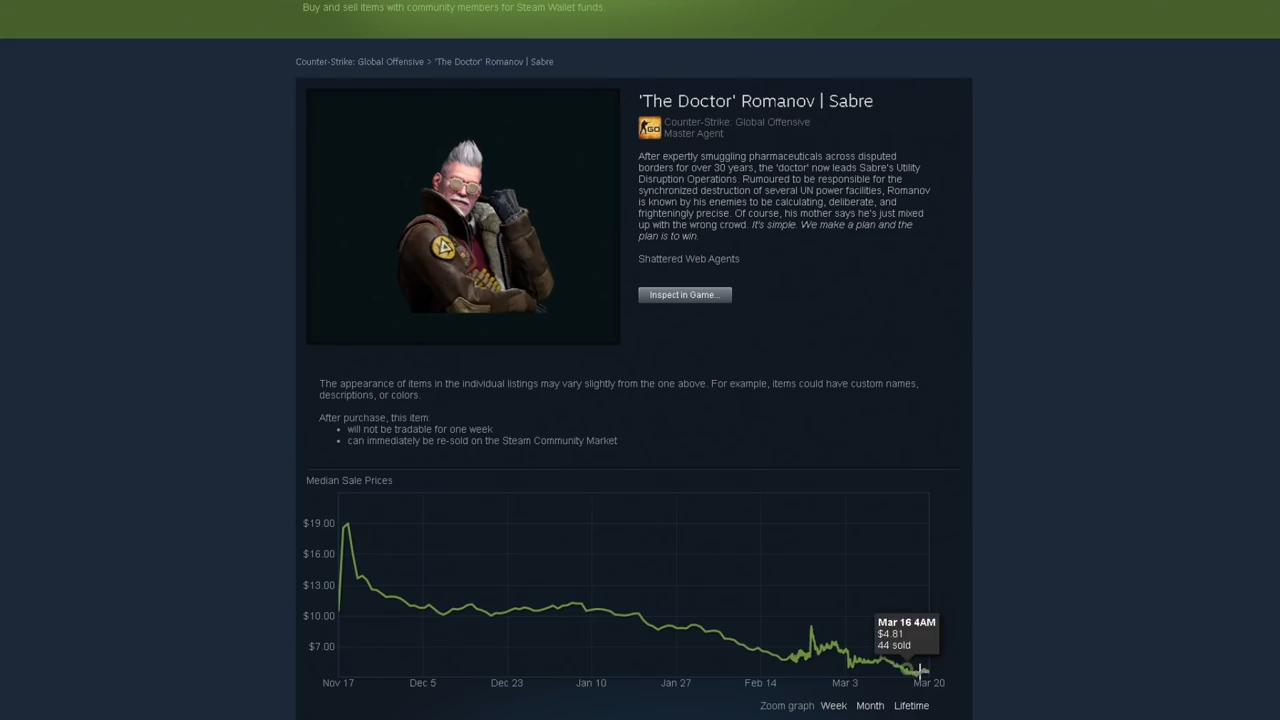 Buy and sell items with community members for Steam Wallet funds.
Counter-Strike: Global Offensive > 'The Doctor' Romanov | Sabre
'The Doctor' Romanov | Sabre
GO
Counter-Strike: Global Offensive
Master Agent
After expertly smuggling pharmaceuticals across disputed
borders for over 30 years, the 'doctor' now leads Sabre's Utility
Disruption Operations. Rumoured to be responsible for the
synchronized destruction of several UN power facilities, Romanov
is known by his enemies to be calculating, deliberate, and
frighteningly precise. Of course, his mother says he's just mixed
up with the wrong crowd. It's simple. We make a plan and the
plan is to win.
Shattered Web Agents
Inspect in Game...
The appearance of items in the individual listings may vary slightly from the one above. For example, items could have custom names,
descriptions, or colors.
After purchase, this item:
• will not be tradable for one week
• can immediately be re-sold on the Steam Community Market
Median Sale Prices
$19.00
$16.00
$13.00
$10.00
$7.00
Mar 16 4AM
$4.81
44 sold
Nov 17 Dec 5 Dec 23 Jan 10 Jan 27 Feb 14 Mar 3 Mar 20
Zoom graph Week Month Lifetime